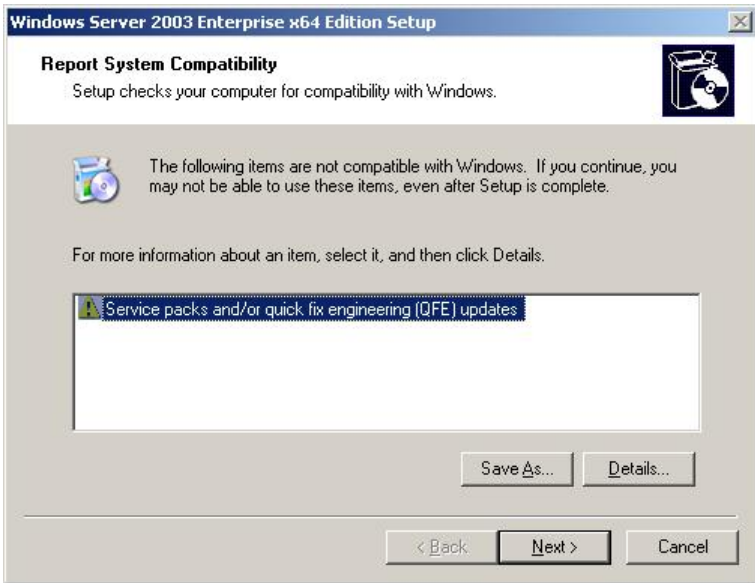 Windows Server 2003 Enterprise x64 Edition Setup
Report System Compatibility
Setup checks your computer for compatibility with Windows.
The following items are not compatible with Windows. If you continue, you
may not be able to use these items, even after Setup is complete.
For more information about an item, select it, and then click Details.
Service packs and/or quick fix engineering (QFE) updates
Save As...
Details...
< Back
Next >
Cancel